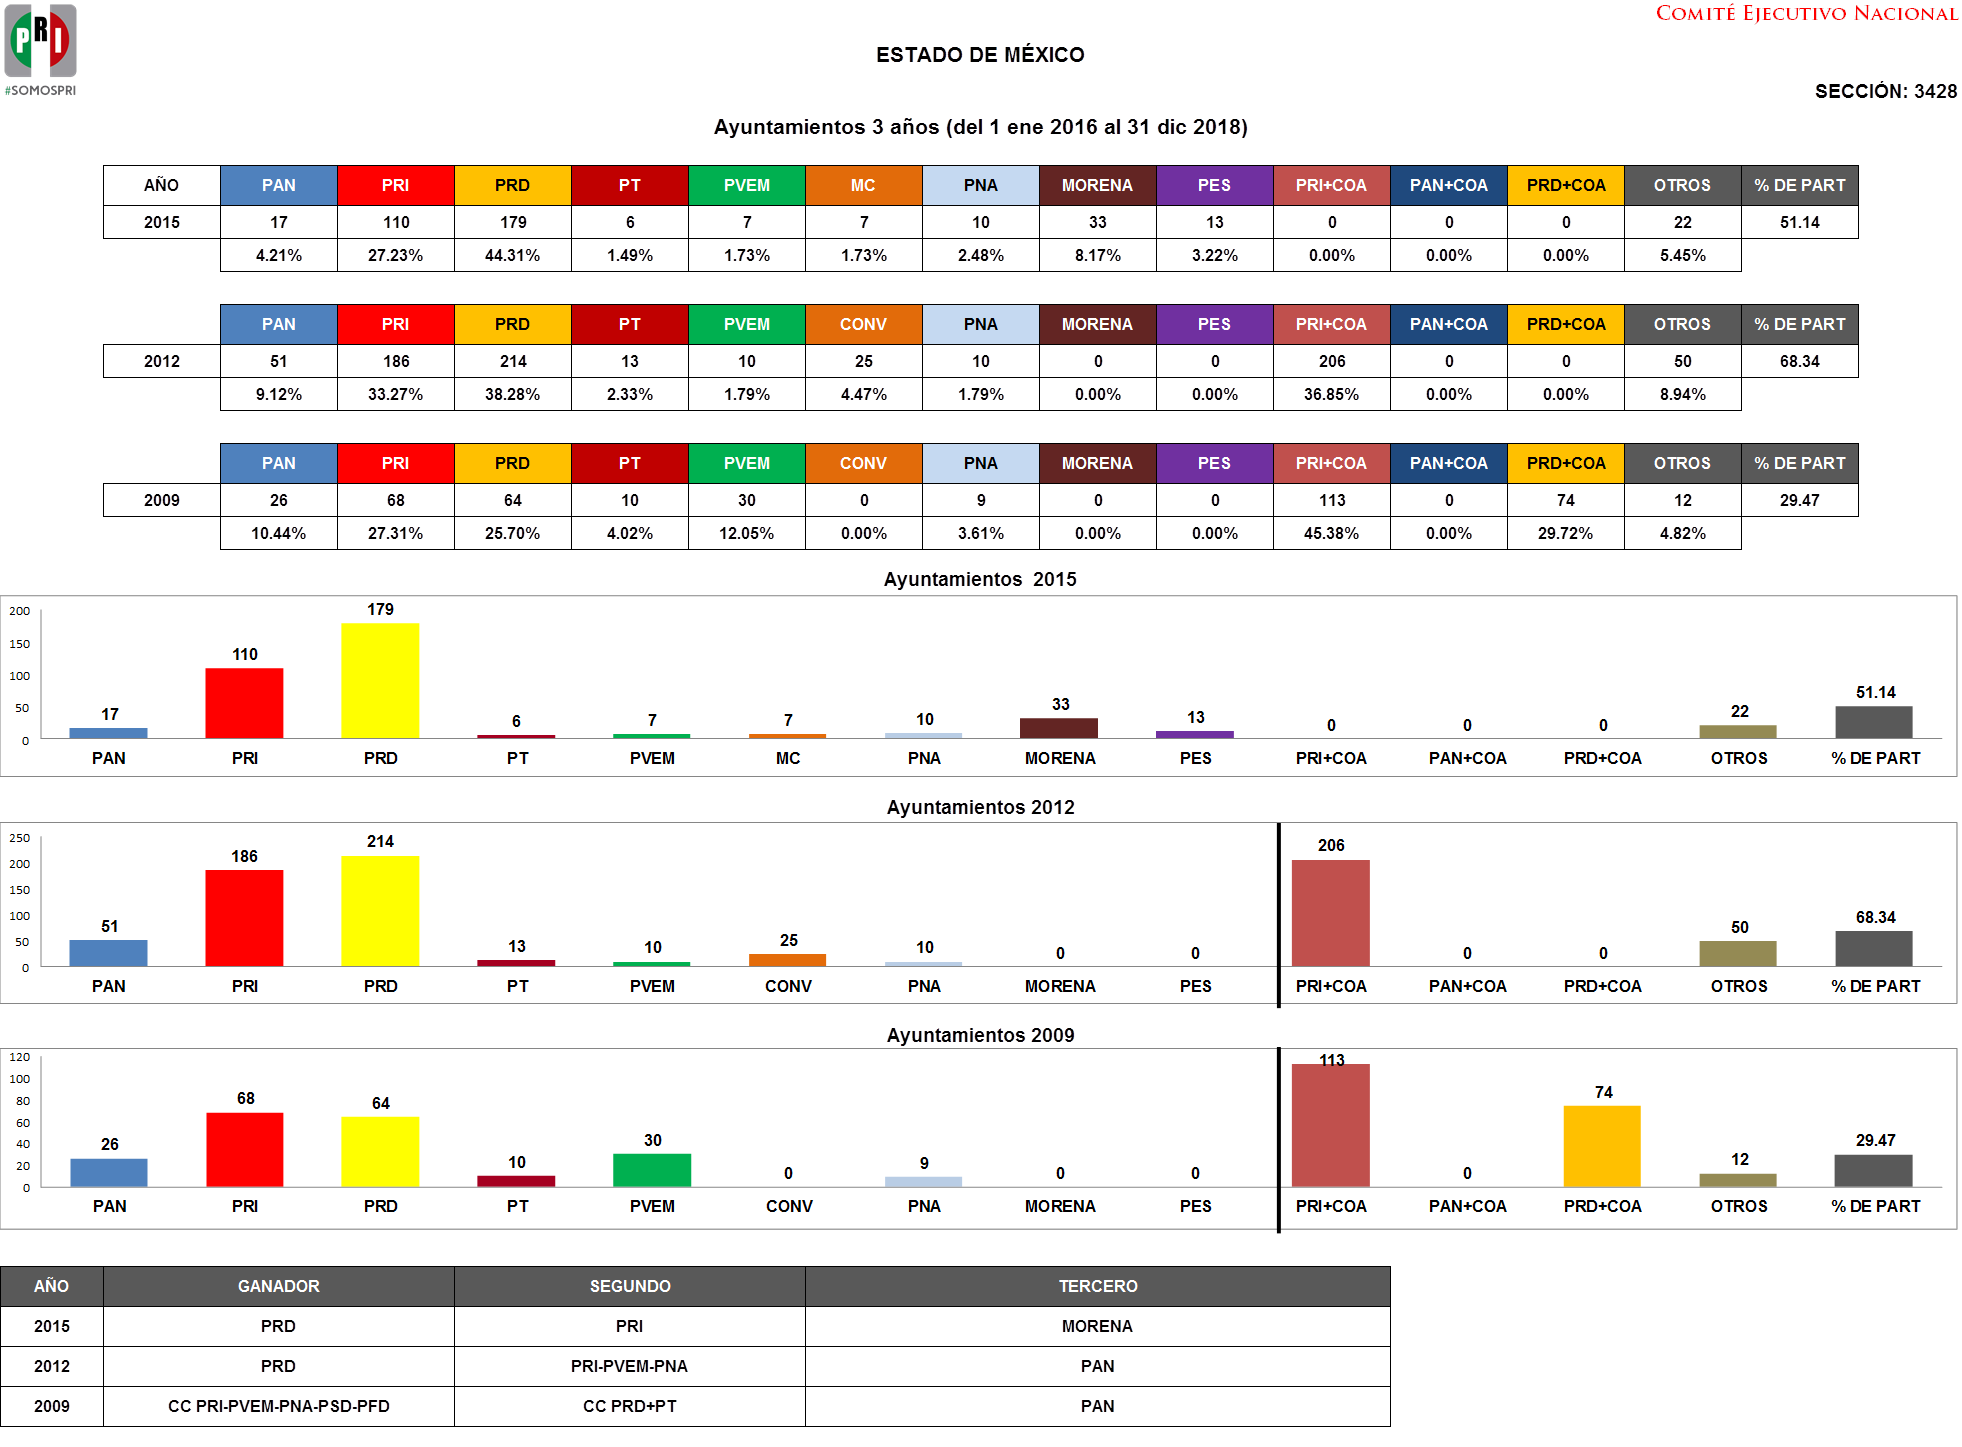 PRI
#SOMOSPRI
COMITÉ EJECUTIVO NACIONAL
ESTADO DE MÉXICO
SECCIÓN: 3428
Ayuntamientos 3 años (del 1 ene 2016 al 31 dic 2018)
AÑO PAN PRI PRD PT PVEM MC PNA MORENA PES PRI+COA PAN+COA PRD+COA OTROS % DE PART
2015 17 110 179 6 7 7 10 33 13 0 0 0 22 51.14
4.21% 27.23% 44.31% 1.49% 1.73% 1.73% 2.48% 8.17% 3.22% 0.00% 0.00% 0.00% 5.45%
PAN PRI PRD PT PVEM CONV PNA MORENA PES PRI+COA PAN+COA PRD+COA OTROS % DE PART
2012 51 186 214 13 10 25 10 0 0 206 0 0 50 68.34
9.12% 33.27% 38.28% 2.33% 1.79% 4.47% 1.79% 0.00% 0.00% 36.85% 0.00% 0.00% 8.94%
PAN PRI PRD PT PVEM CONV PNA MORENA PES PRI+COA PAN+COA PRD+COA OTROS % DE PART
2009 26 68 64 10 30 0 9 0 0 113 0 74 12 29.47
10.44% 27.31% 25.70% 4.02% 12.05% 0.00% 3.61% 0.00% 0.00% 45.38% 0.00% 29.72% 4.82%
Ayuntamientos 2015
200
150
100
50
0
17 110 179 6 7 7 10 33 13 0 0 0 22 51.14
PAN PRI PRD PT PVEM MC PNA MORENA PES PRI+COA PAN+COA PRD+COA OTROS % DE PART
Ayuntamientos 2012
250
200
150
100
50
0
51 186 214 13 10 25 10 0 0 206 0 0 50 68.34
PAN PRI PRD PT PVEM CONV PNA MORENA PES PRI+COA PAN+COA PRD+COA OTROS % DE PART
Ayuntamientos 2009
120
100
80
60
40
20
0
26 68 64 10 30 0 9 0 0 113 0 74 12 29.47
PAN PRI PRD PT PVEM CONV PNA MORENA PES PRI+COA PAN+COA PRD+COA OTROS % DE PART
AÑO GANADOR SEGUNDO TERCERO
2015 PRD PRI MORENA
2012 PRD PRI-PVEM-PNA PAN
2009 CC PRI-PVEM-PNA-PSD-PFD CC PRD+PT PAN